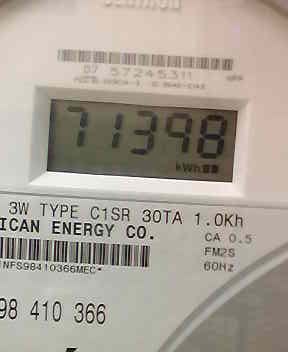 07 57245311
71398
kWh
3W TYPE C1SR 30TA 1.0Kh
ICAN ENERGY CO.
CA 0.5
FM2S
60Hz
*NFS98410366MEC*
98 410 366